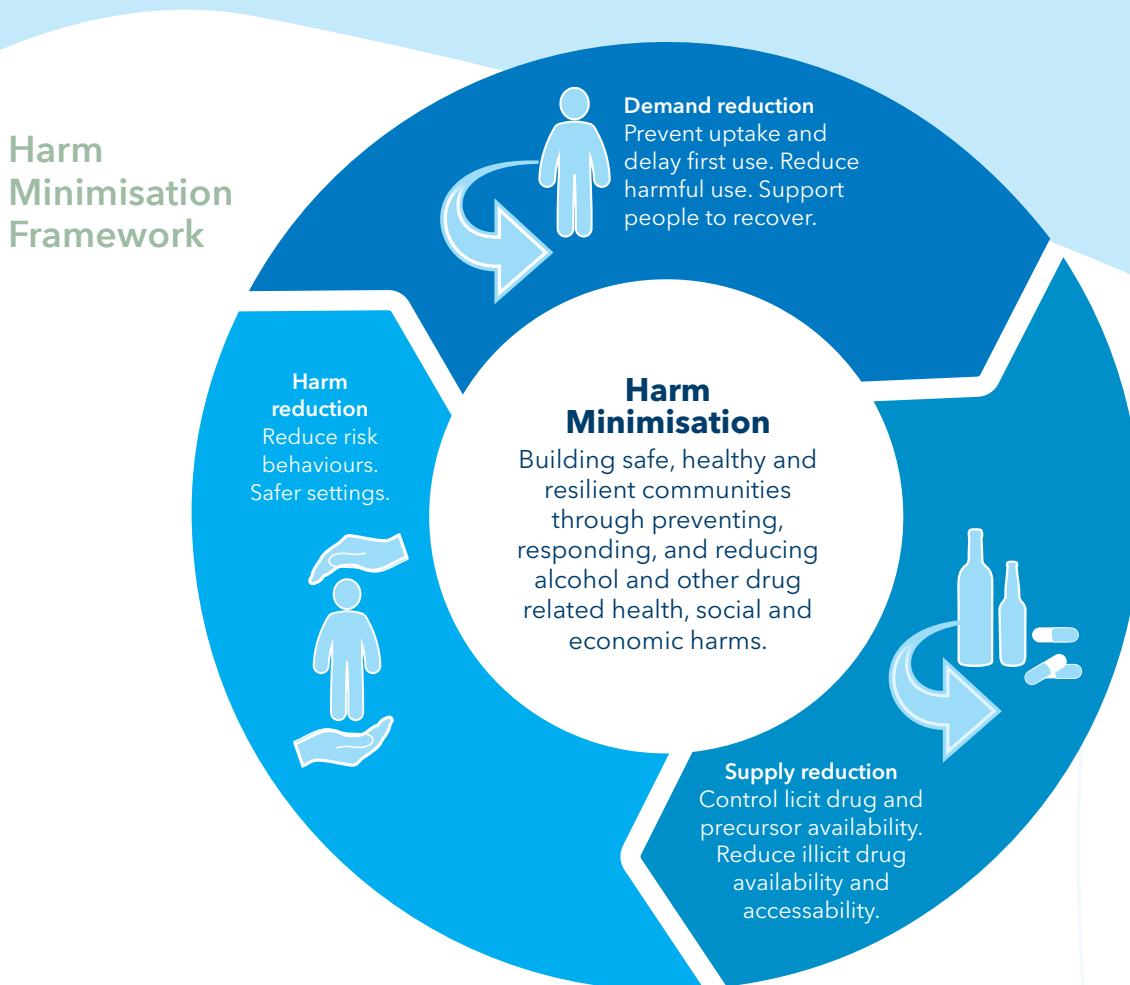 Harm
Minimisation
Framework
Demand reduction
Prevent uptake and
delay first use. Reduce
harmful use. Support
people to recover.
Harm
reduction
Reduce risk
behaviours.
Safer settings.
Harm
Minimisation
Building safe, healthy and
resilient communities
through preventing,
responding, and reducing
alcohol and other drug
related health, social and
economic harms.
Supply reduction
Control licit drug and
precursor availability.
Reduce illicit drug
availability and
accessability.